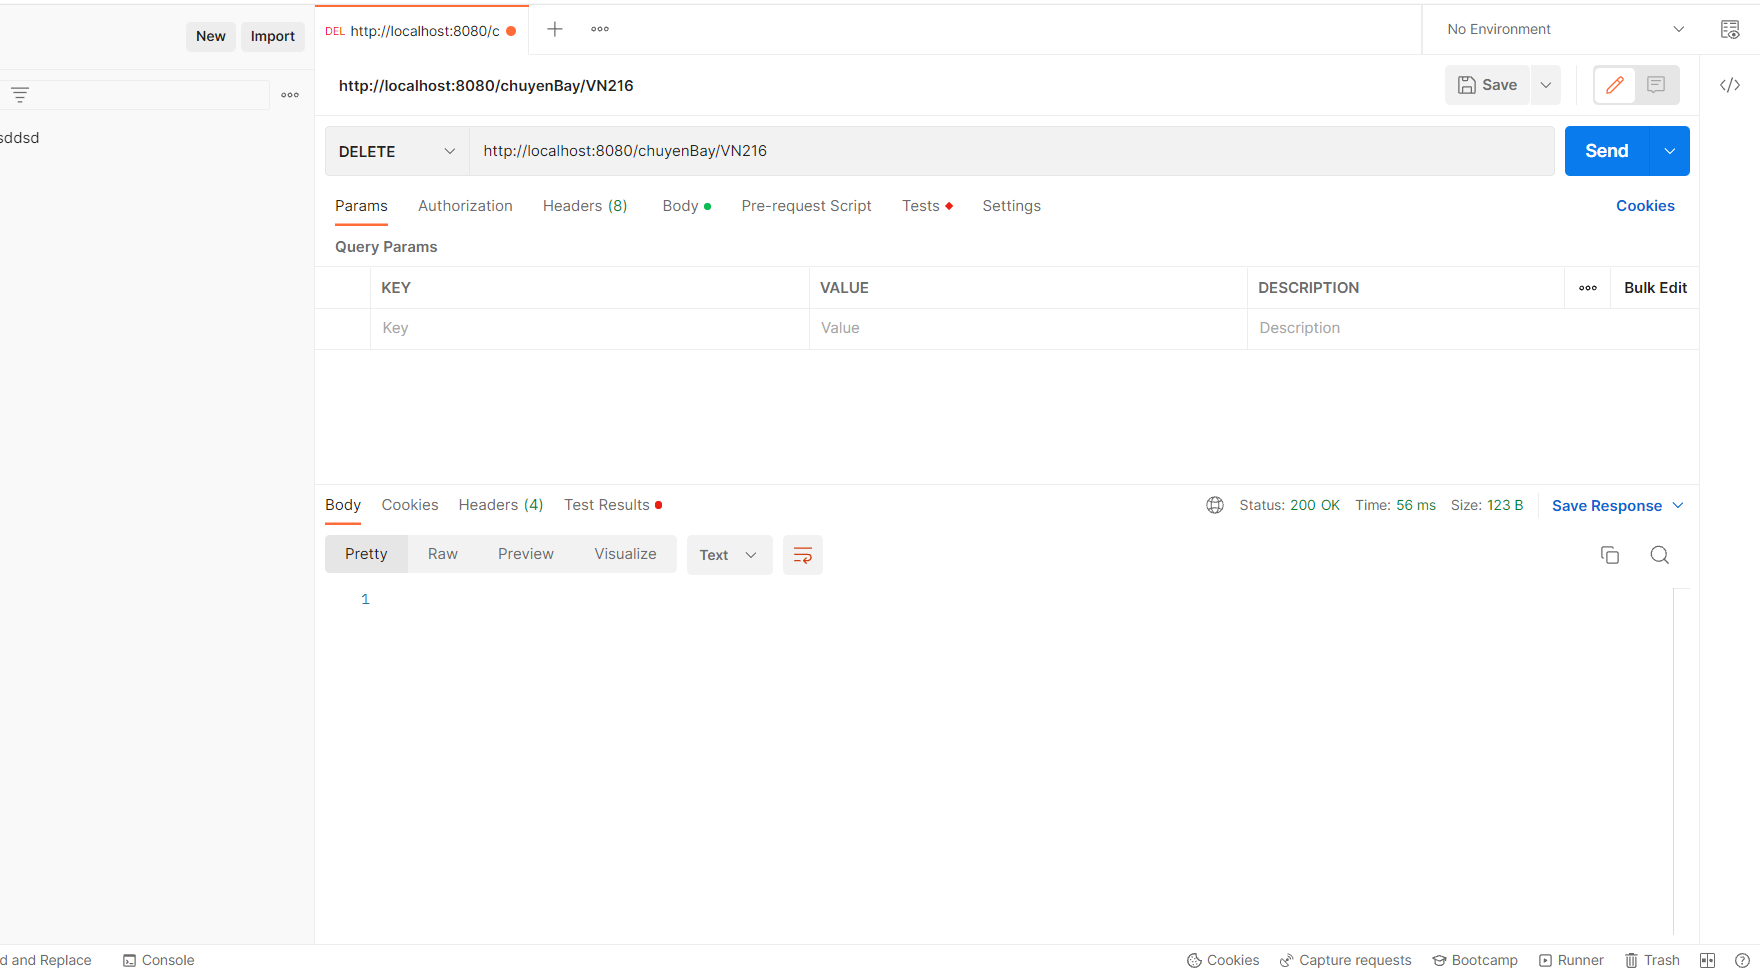 New Import
DEL http://localhost:8080/c
No Environment
http://localhost:8080/chuyenBay/VN216
Save
sddsd
DELETE http://localhost:8080/chuyenBay/VN216 Send
Params Authorization Headers (8) Body Pre-request Script Tests Settings Cookies
Query Params
KEY VALUE DESCRIPTION Bulk Edit
Key Value Description
Body Cookies Headers (4) Test Results Status: 200 OK Time: 56 ms Size: 123 B Save Response
Pretty Raw Preview Visualize Text
1
d and Replace Console Cookies Capture requests Bootcamp Runner Trash